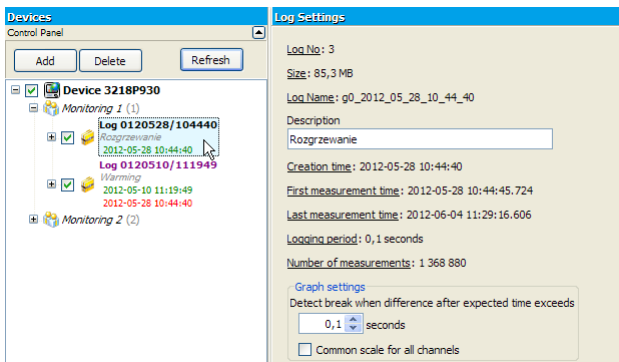 Devices
Control Panel
Add Delete Refresh
Device 3218P930
Monitoring 1 (1)
Log 0120528/104440
Rozgrzewanie
2012-05-28 10:44:40
Log 0120510/111949
Warming
2012-05-10 11:19:49
2012-05-28 10:44:40
Monitoring 2 (2)
Log Settings
Log No: 3
Size: 85,3 MB
Log Name: g0_2012_05_28_10_44_40
Description
Rozgrzewanie
Creation time: 2012-05-28 10:44:40
First measurement time: 2012-05-28 10:44:45.724
Last measurement time: 2012-06-04 11:29:16.606
Logging period: 0,1 seconds
Number of measurements: 1 368 880
Graph settings
Detect break when difference after expected time exceeds
0,1 seconds
Common scale for all channels